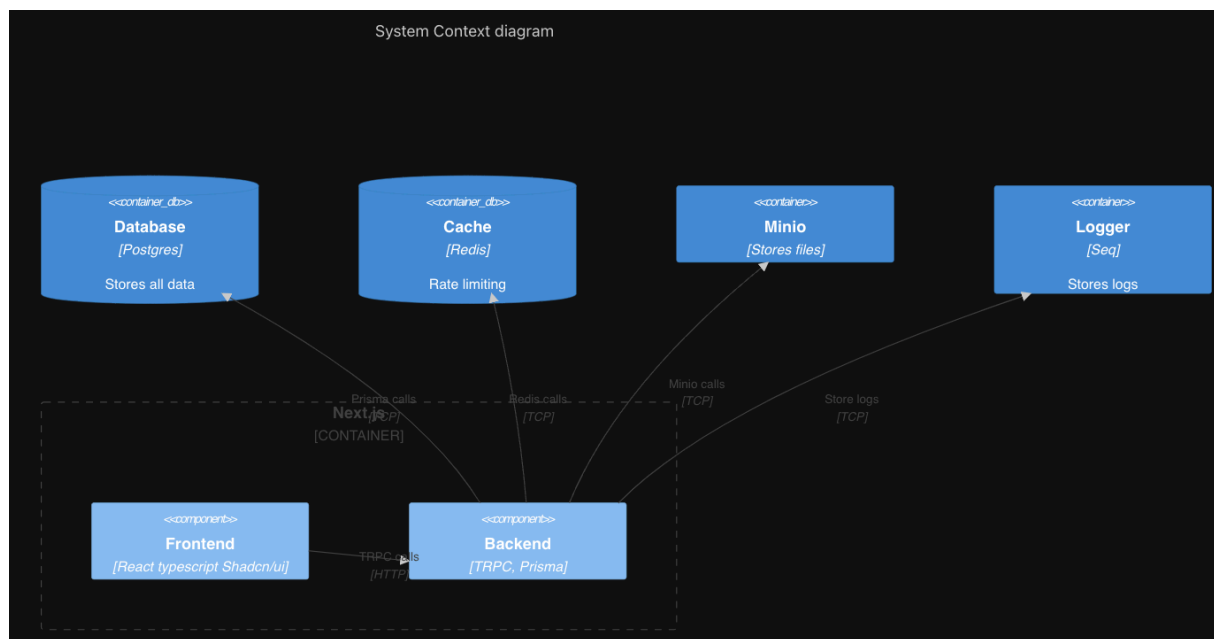 System Context diagram
<<container_db>>
Database
[Postgres]
Stores all data
<<container_db>>
Cache
[Redis]
Rate limiting
<<container>>
Minio
[Stores files]
<<container>>
Logger
[Seq]
Stores logs
Prisma calls
[TCP]
Redis calls
[TCP]
Minio calls
[TCP]
Store logs
[TCP]
Next.js
[CONTAINER]
<<component>>
Frontend
[React typescript Shadcn/ui]
TRPC calls
[HTTP]
<<component>>
Backend
[TRPC, Prisma]